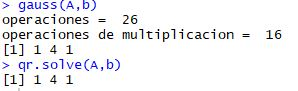 > gauss(A,b)
operaciones =  26
operaciones de multiplicacion =  16
[1] 1 4 1
> qr.solve(A,b)
[1] 1 4 1